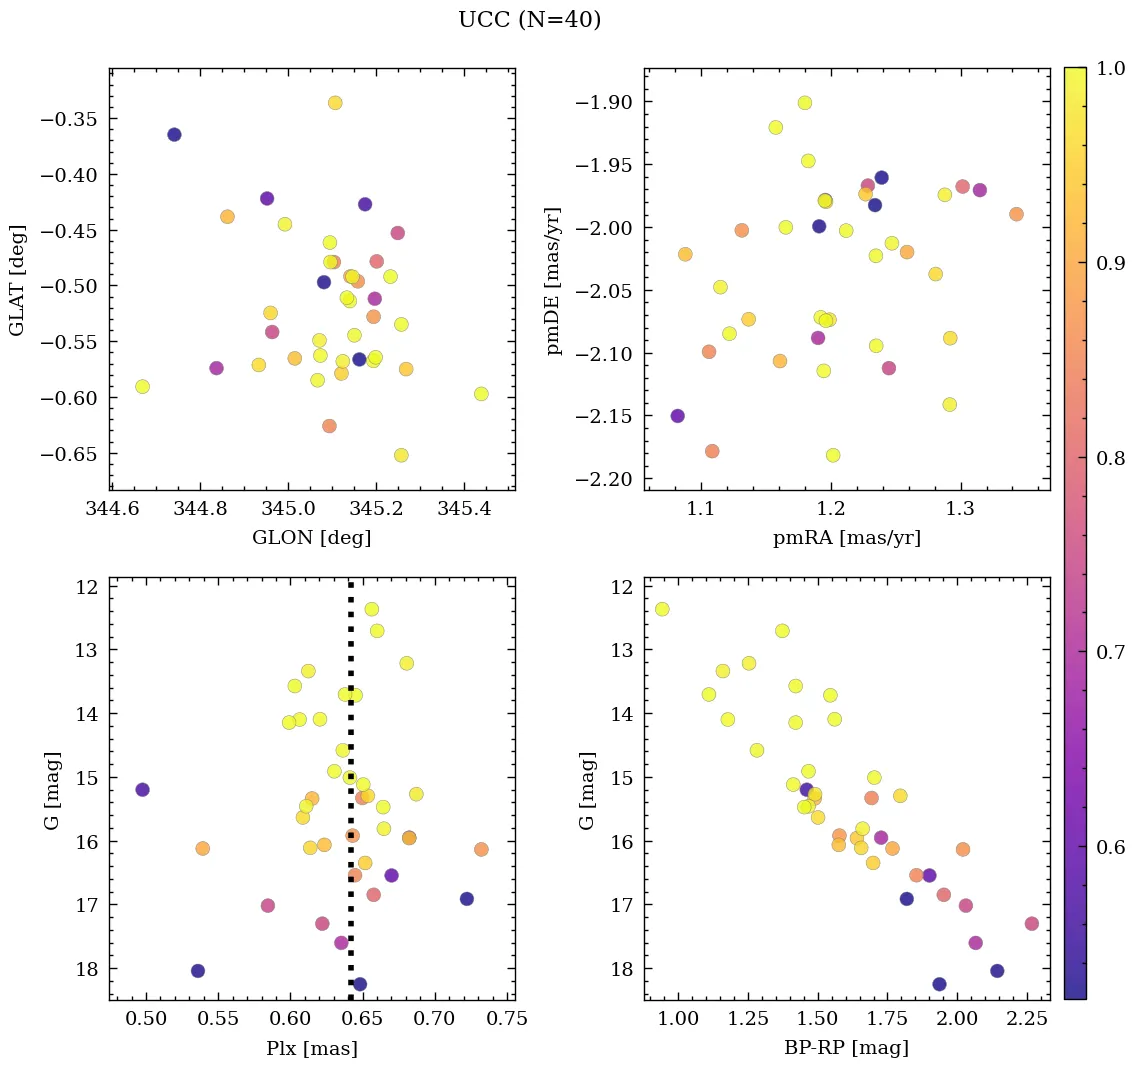 UCC (N=40)
−0.35
−0.40
−0.45
−0.50
−0.55
−0.60
−0.65
GLAT [deg]
344.6 344.8 345.0 345.2 345.4
GLON [deg]
−1.90
−1.95
−2.00
−2.05
−2.10
−2.15
−2.20
pmDE [mas/yr]
1.1 1.2 1.3
pmRA [mas/yr]
12
13
14
15
16
17
18
G [mag]
0.50 0.55 0.60 0.65 0.70 0.75
Plx [mas]
12
13
14
15
16
17
18
G [mag]
1.00 1.25 1.50 1.75 2.00 2.25
BP-RP [mag]
1.0
0.9
0.8
0.7
0.6